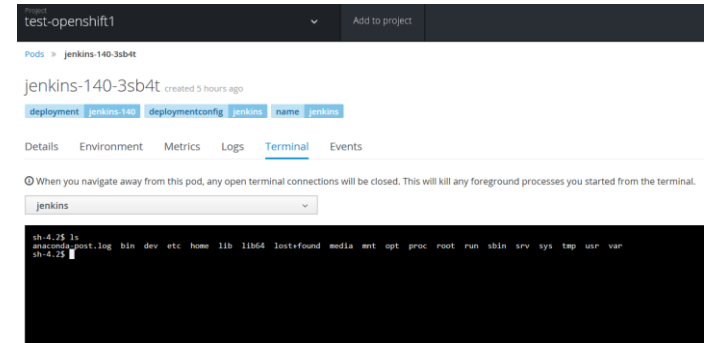 Project
test-openshift1
Add to project
Pods » jenkins-140-3sb4t
jenkins-140-3sb4t created 5 hours ago
deployment jenkins-140 deploymentconfig jenkins name jenkins
Details Environment Metrics Logs Terminal Events
When you navigate away from this pod, any open terminal connections will be closed. This will kill any foreground processes you started from the terminal.
jenkins
sh-4.2$ ls
anaconda-post.log bin dev etc home lib lib64 lost+found media mnt opt proc root run sbin srv sys tmp usr var
sh-4.2$